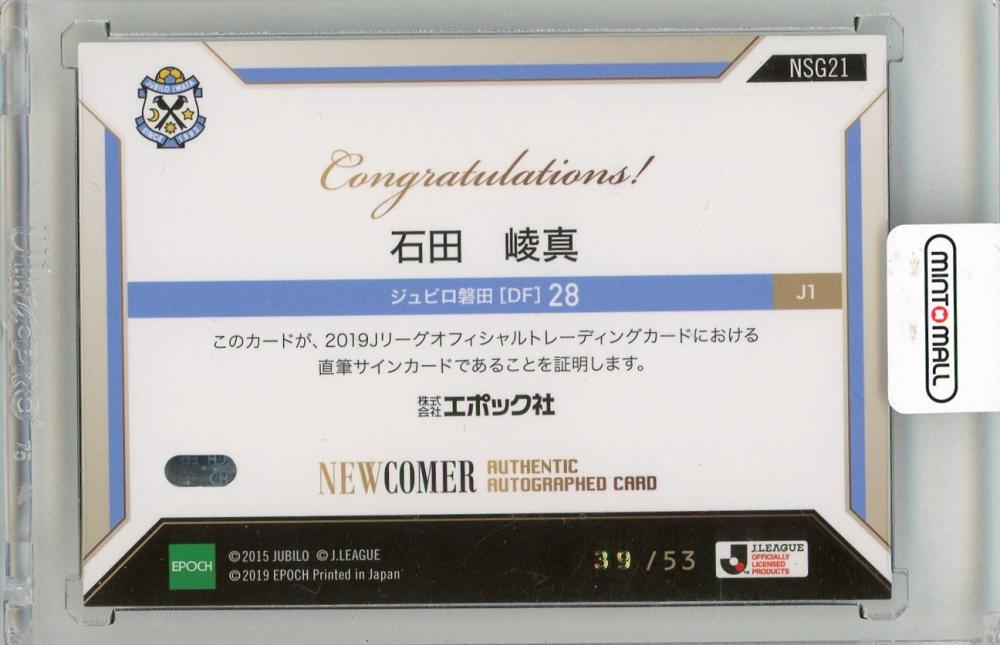 NSG21
JUBILO IWATA
SINCE
Congratulations!
石田　崚真
ジュビロ磐田 [DF] 28
J1
このカードが、2019Jリーグオフィシャルトレーディングカードにおける
直筆サインカードであることを証明します。
株式会社エポック社
NEWCOMER AUTHENTIC
AUTOGRAPHED CARD
EPOCH
©2015 JUBILO ©J.LEAGUE
©2019 EPOCH Printed in Japan
39 /53
J.LEAGUE
OFFICIALLY
LICENSED
PRODUCTS
MINTOMALL